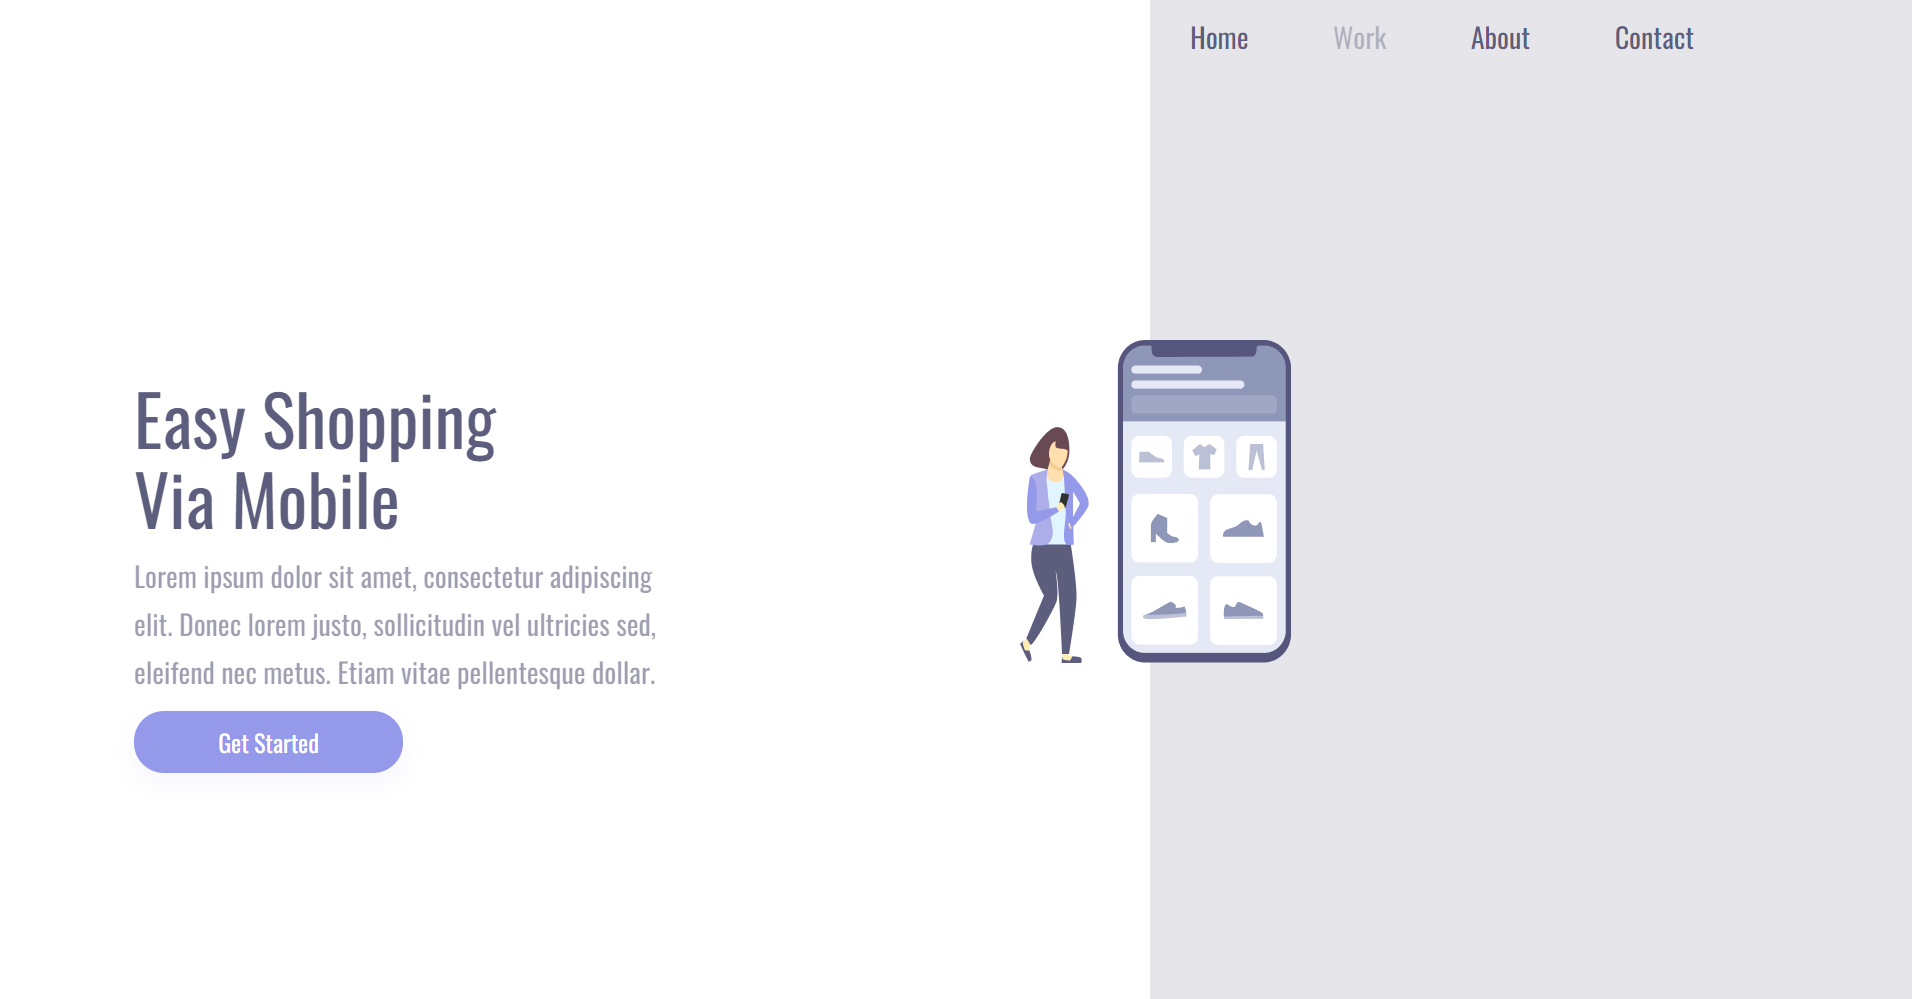 Home Work About Contact
Easy Shopping
Via Mobile
Lorem ipsum dolor sit amet, consectetur adipiscing
elit. Donec lorem justo, sollicitudin vel ultricies sed,
eleifend nec metus. Etiam vitae pellentesque dollar.
Get Started